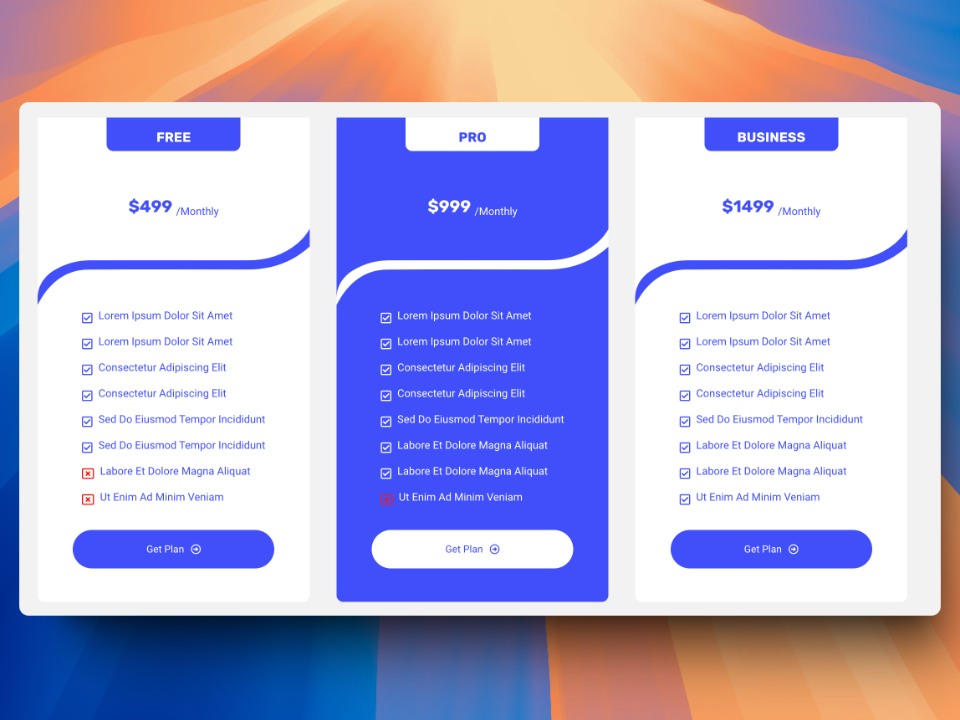 FREE
$499 /Monthly
Lorem Ipsum Dolor Sit Amet
Lorem Ipsum Dolor Sit Amet
Consectetur Adipiscing Elit
Consectetur Adipiscing Elit
Sed Do Eiusmod Tempor Incididunt
Sed Do Eiusmod Tempor Incididunt
Labore Et Dolore Magna Aliquat
Ut Enim Ad Minim Veniam
Get Plan
PRO
$999 /Monthly
Lorem Ipsum Dolor Sit Amet
Lorem Ipsum Dolor Sit Amet
Consectetur Adipiscing Elit
Consectetur Adipiscing Elit
Sed Do Eiusmod Tempor Incididunt
Labore Et Dolore Magna Aliquat
Labore Et Dolore Magna Aliquat
Ut Enim Ad Minim Veniam
Get Plan
BUSINESS
$1499 /Monthly
Lorem Ipsum Dolor Sit Amet
Lorem Ipsum Dolor Sit Amet
Consectetur Adipiscing Elit
Consectetur Adipiscing Elit
Sed Do Eiusmod Tempor Incididunt
Labore Et Dolore Magna Aliquat
Labore Et Dolore Magna Aliquat
Ut Enim Ad Minim Veniam
Get Plan